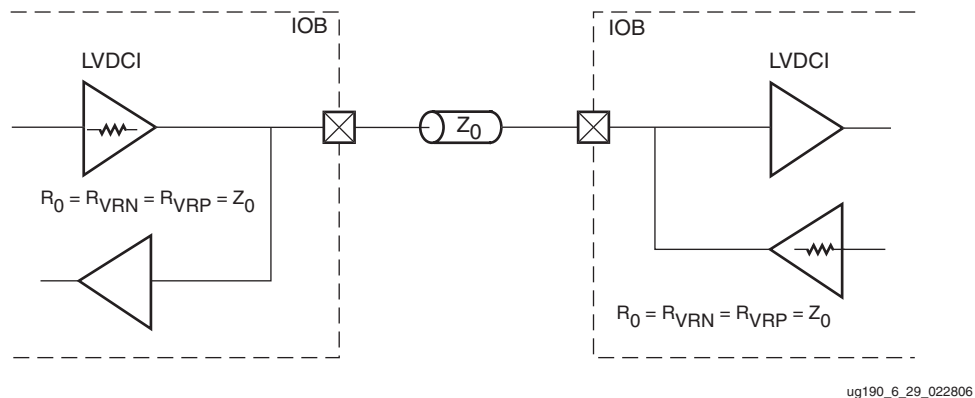 IOB
LVDCI
R0 = RVRN = RVRP = Z0
Z0
IOB
LVDCI
R0 = RVRN = RVRP = Z0
ug190_6_29_022806